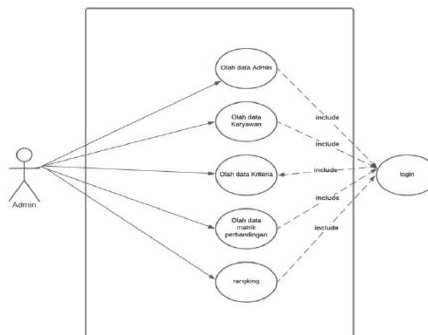 Olah data Admin
include
Olah data
Karyawan
include
Olah data Kriteria
include
login
Admin
Olah data
matrik
perbandingan
include
include
rangking